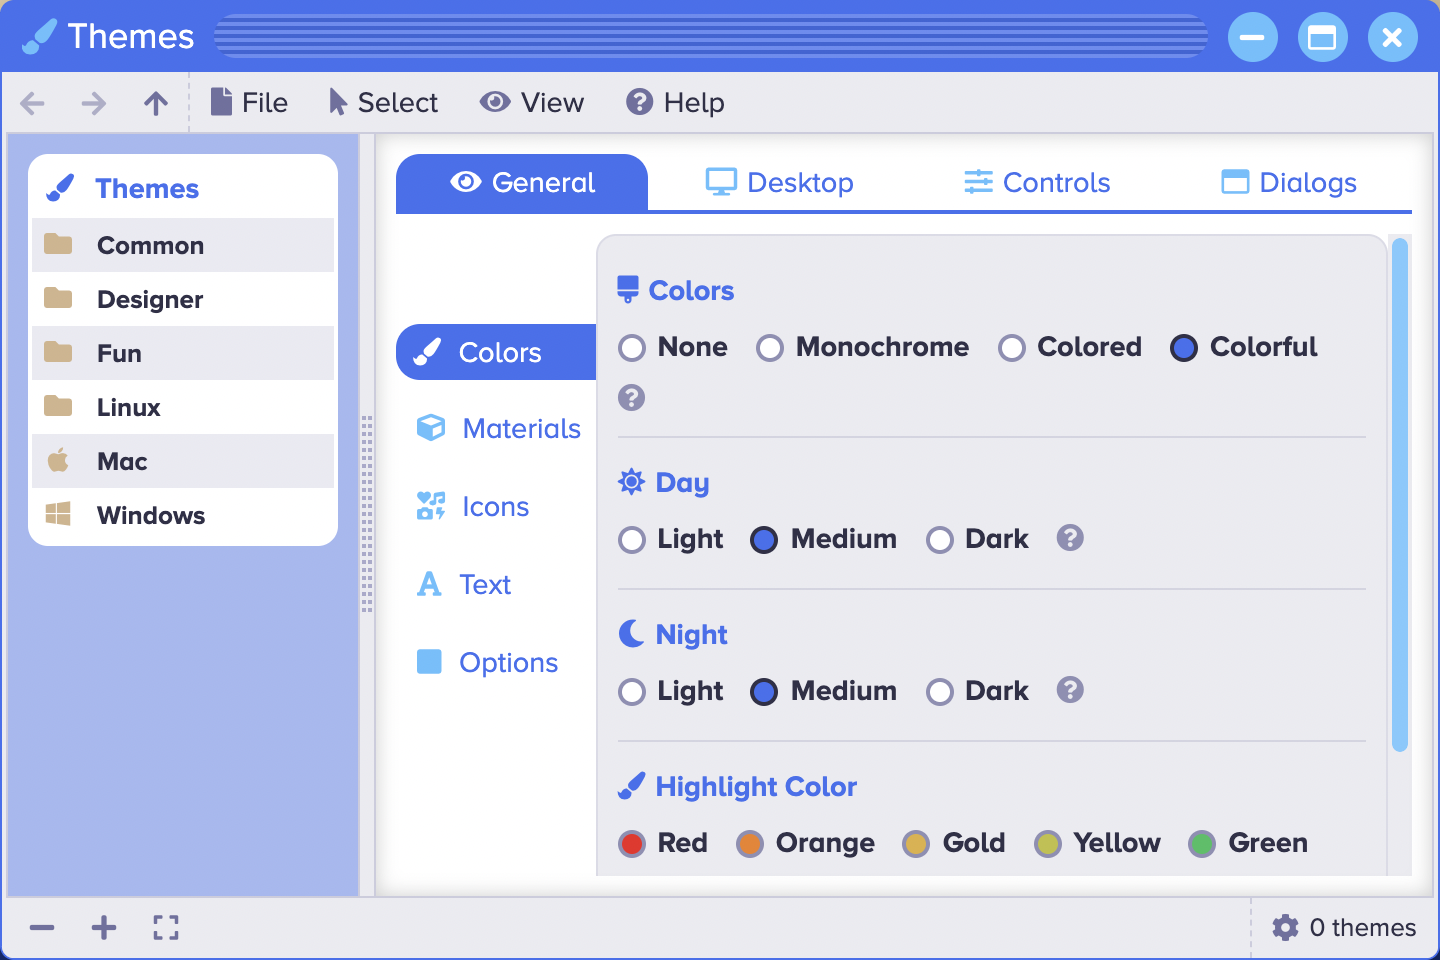 Themes
File Select View Help
Themes
Common
Designer
Fun
Linux
Mac
Windows
General Desktop Controls Dialogs
Colors
Materials
Icons
Text
Options
Colors
None Monochrome Colored Colorful
Day
Light Medium Dark
Night
Light Medium Dark
Highlight Color
Red Orange Gold Yellow Green
0 themes